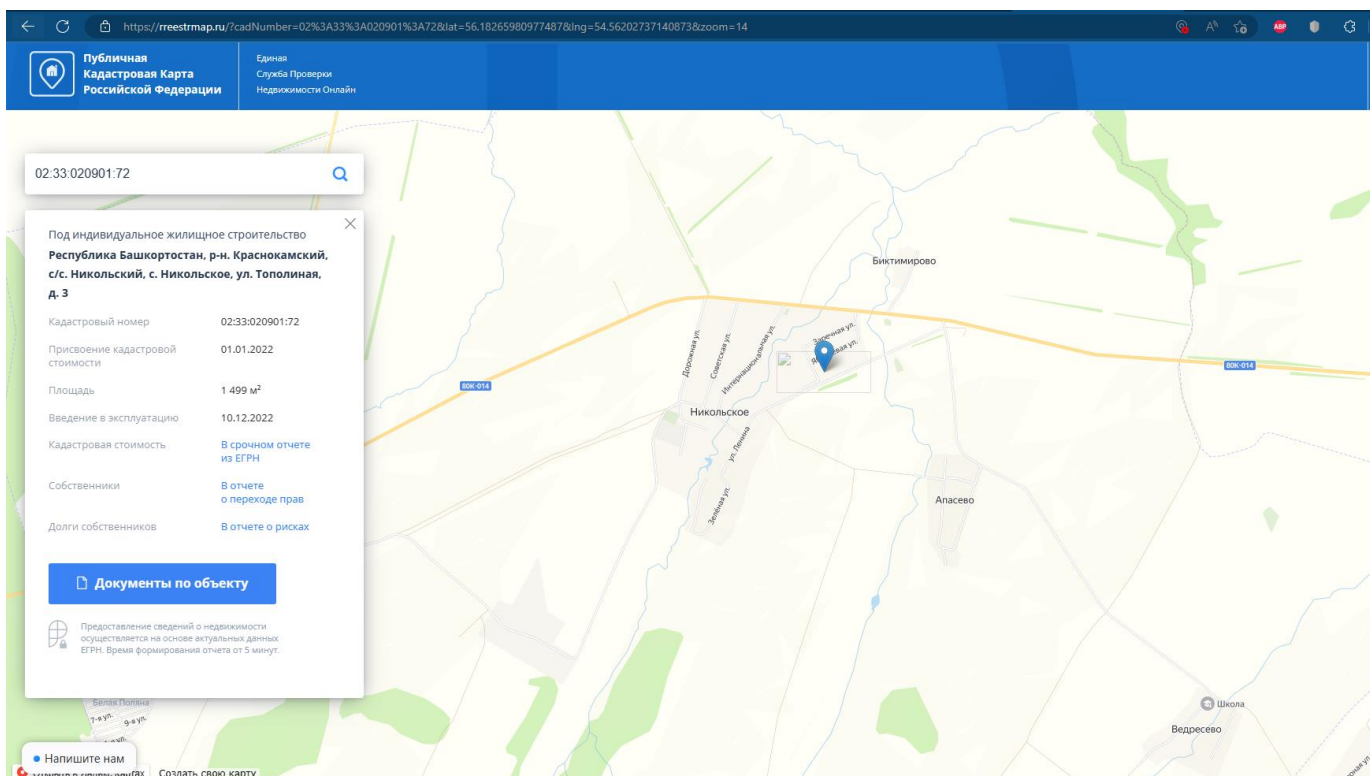 https://rreestrmap.ru/?cadNumber=02%3A33%3A020901%3A72&lat=56.18265980977487&lng=54.56202737140873&zoom=14
ABP
Публичная
Кадастровая Карта
Российской Федерации
Единая
Служба Проверки
Недвижимости Онлайн
02:33:020901:72
Под индивидуальное жилищное строительство
Республика Башкортостан, р-н. Краснокамский,
с/с. Никольский, с. Никольское, ул. Тополиная,
д. 3
Кадастровый номер 02:33:020901:72
Присвоение кадастровой
стоимости
01.01.2022
Площадь 1 499 м²
Введение в эксплуатацию 10.12.2022
Кадастровая стоимость В срочном отчете
из ЕГРН
Собственники В отчете
о переходе прав
Долги собственников В отчете о рисках
Документы по объекту
Предоставление сведений о недвижимости
осуществляется на основе актуальных данных
ЕГРН. Время формирования отчета от 5 минут.
Биктимирово
Заречная ул.
Дорожная ул.
Советская ул.
Интернациональная ул.
80К-014
80К-014
Никольское
ул. Ленина
Зелёная ул.
Апасево
Школа
Ведресево
Белая Поляна
7-я ул.
9-я ул.
Напишите нам
Создать свою карту